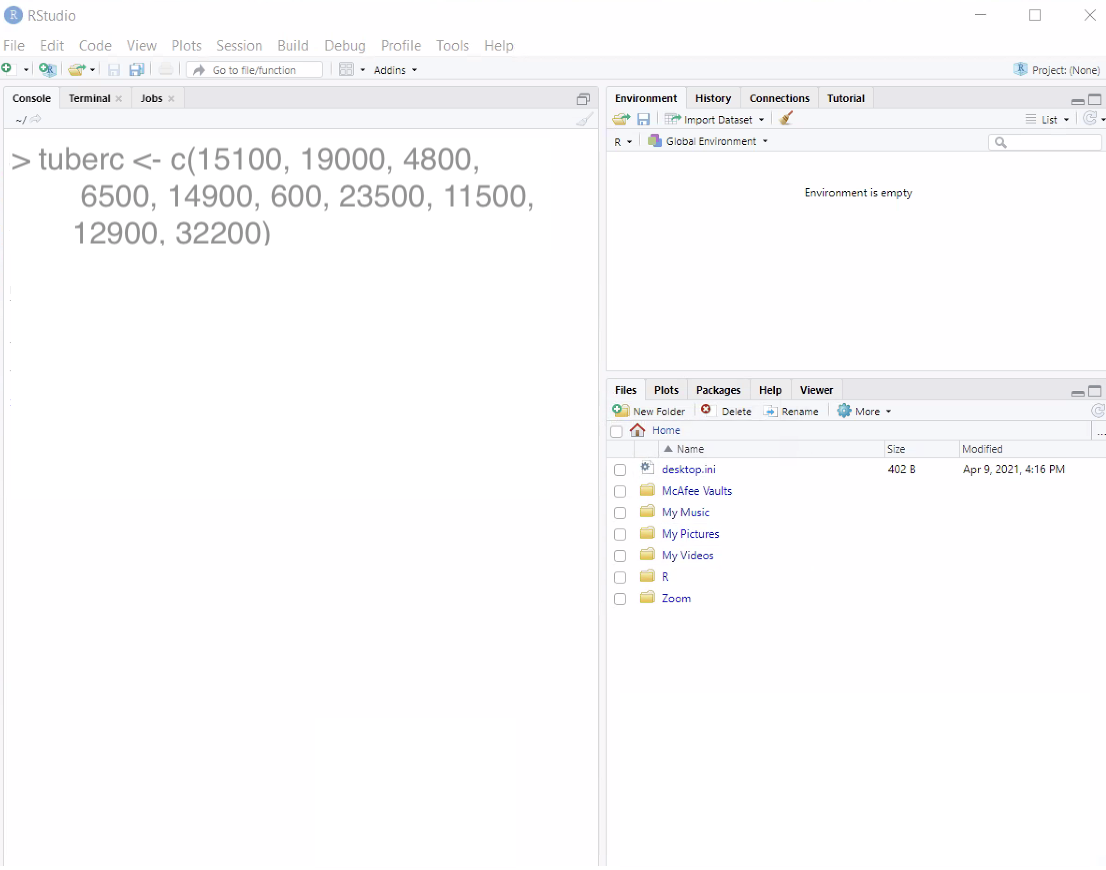 RStudio
File Edit Code View Plots Session Build Debug Profile Tools Help
Go to file/function Addins Project: (None)
Console Terminal Jobs
~/
> tuberc <- c(15100, 19000, 4800,
6500, 14900, 600, 23500, 11500,
12900, 32200)
Environment History Connections Tutorial
Import Dataset List
R Global Environment
Environment is empty
Files Plots Packages Help Viewer
New Folder Delete Rename More
Home ...
Name Size Modified
desktop.ini 402 B Apr 9, 2021, 4:16 PM
McAfee Vaults
My Music
My Pictures
My Videos
R
Zoom